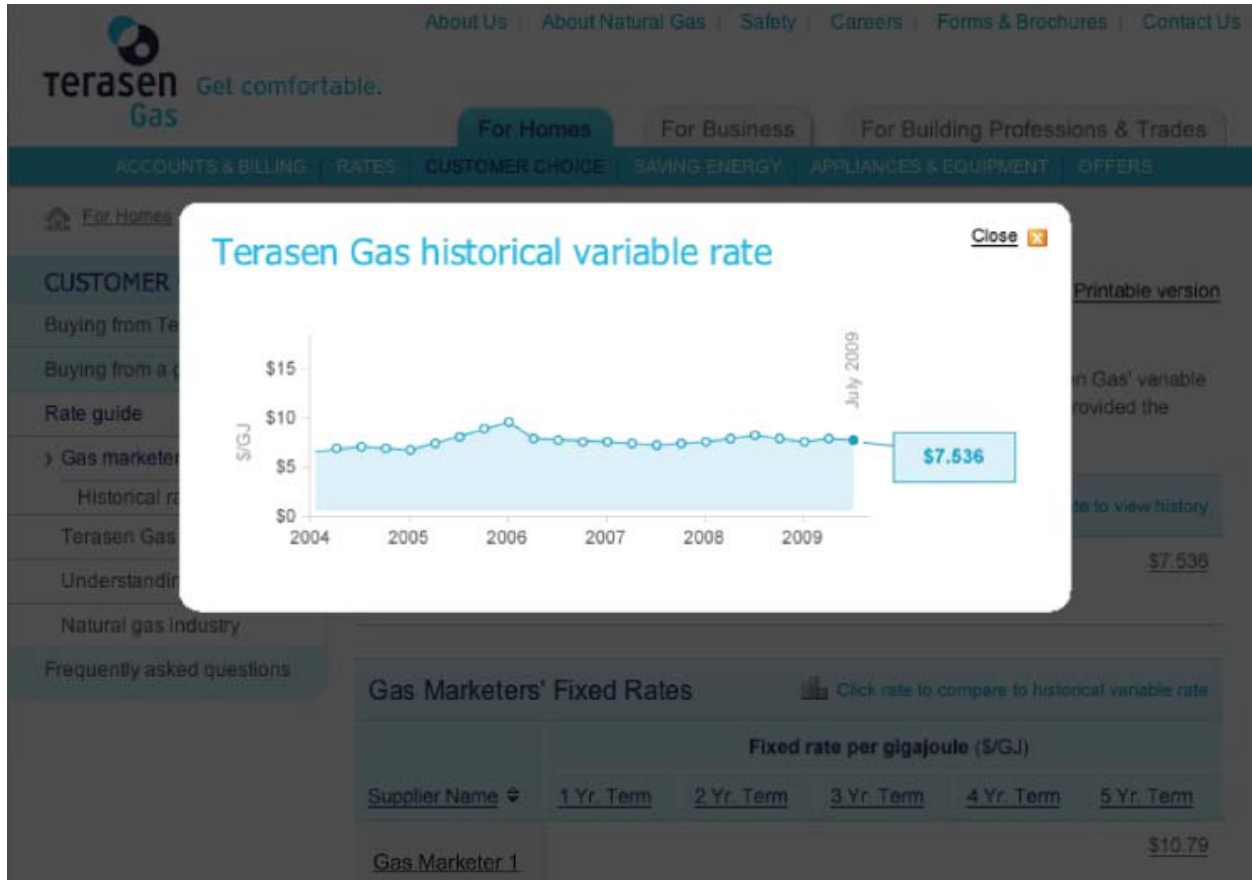 About Us | About Natural Gas | Safety | Careers | Forms & Brochures | Contact Us
Terasen
Gas
Get comfortable.
For Homes
For Business
For Building Professions & Trades
ACCOUNTS & BILLING | RATES | CUSTOMER CHOICE | SAVING ENERGY | APPLIANCES & EQUIPMENT | OFFERS
For Homes
Terasen Gas historical variable rate
Close
CUSTOMER
Printable version
Buying from Te
Buying from a
Rate guide
Gas marketer
Historical ra
Terasen Gas
Understandin
Natural gas industry
Frequently asked questions
en Gas' variable
rovided the
te to view history
$7.536
$/GJ
$15
$10
$5
$0
2004 2005 2006 2007 2008 2009
July 2009
$7.536
Gas Marketers' Fixed Rates
Click rate to compare to historical variable rate
Fixed rate per gigajoule ($/GJ)
Supplier Name 1 Yr. Term 2 Yr. Term 3 Yr. Term 4 Yr. Term 5 Yr. Term
Gas Marketer 1 $10.79